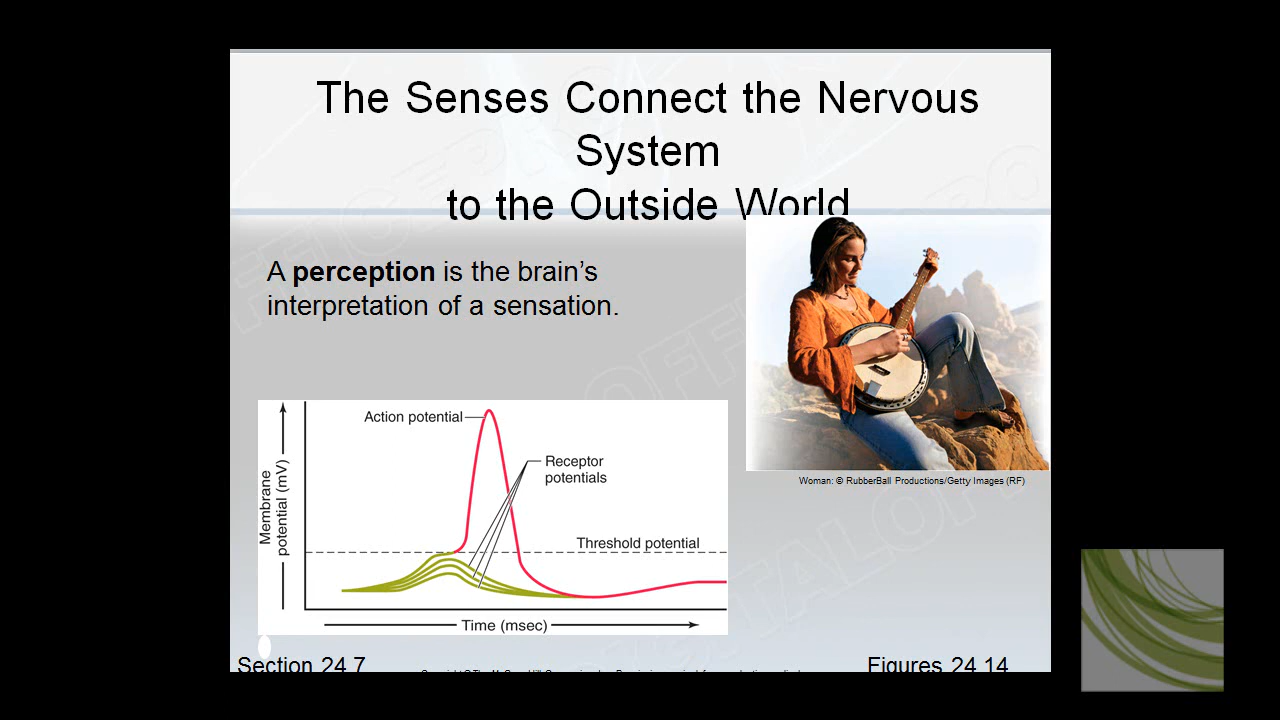 The Senses Connect the Nervous
System
to the Outside World
A perception is the brain's
interpretation of a sensation.
Action potential
Receptor
potentials
Threshold potential
Membrane
potential (mV)
Time (msec)
Woman: © RubberBall Productions/Getty Images (RF)
Section 24.7
Figures 24.14